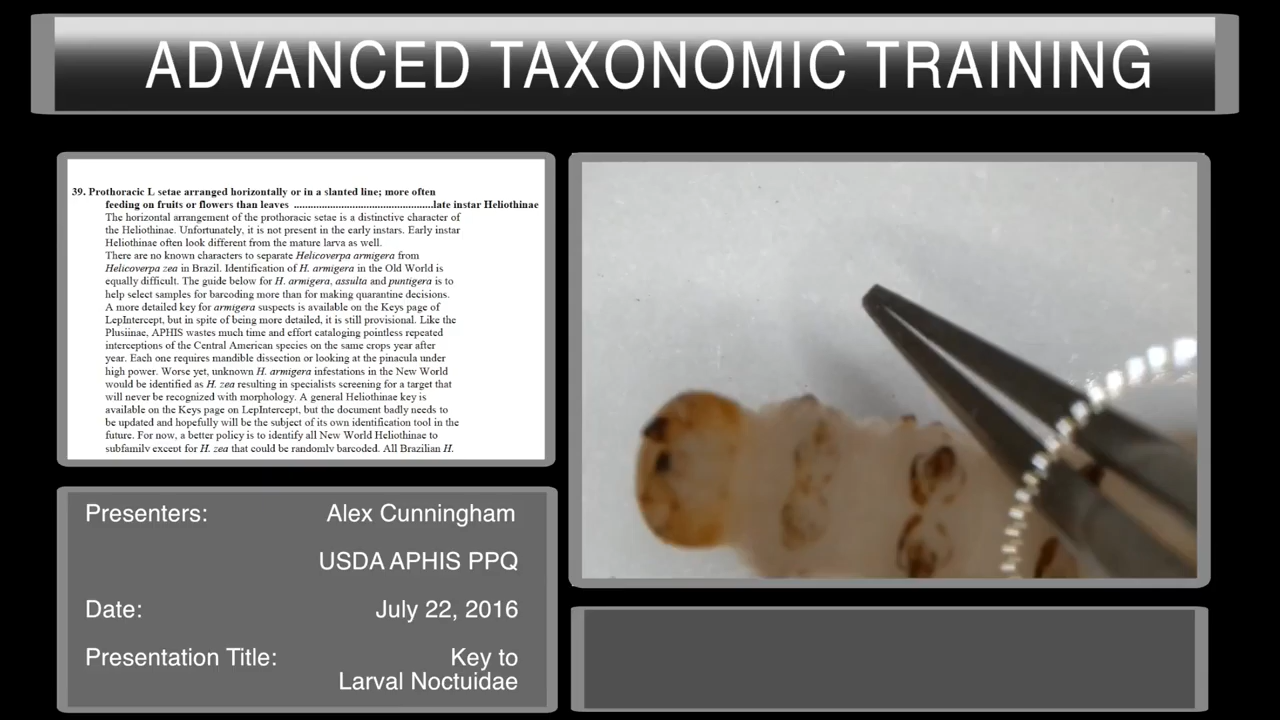 ADVANCED TAXONOMIC TRAINING
39. Prothoracic L setae arranged horizontally or in a slanted line; more often
feeding on fruits or flowers than leaves ................................................late instar Heliothinae
The horizontal arrangement of the prothoracic setae is a distinctive character of
the Heliothinae. Unfortunately, it is not present in the early instars. Early instar
Heliothinae often look different from the mature larva as well.
There are no known characters to separate Helicoverpa armigera from
Helicoverpa zea in Brazil. Identification of H. armigera in the Old World is
equally difficult. The guide below for H. armigera, assulta and puntigera is to
help select samples for barcoding more than for making quarantine decisions.
A more detailed key for armigera suspects is available on the Keys page of
LepIntercept, but in spite of being more detailed, it is still provisional. Like the
Plusiinae, APHIS wastes much time and effort cataloging pointless repeated
interceptions of the Central American species on the same crops year after
year. Each one requires mandible dissection or looking at the pinacula under
high power. Worse yet, unknown H. armigera infestations in the New World
would be identified as H. zea resulting in specialists screening for a target that
will never be recognized with morphology. A general Heliothinae key is
available on the Keys page on LepIntercept, but the document badly needs to
be updated and hopefully will be the subject of its own identification tool in the
future. For now, a better policy is to identify all New World Heliothinae to
subfamily except for H. zea that could be randomly barcoded. All Brazilian H.
Presenters: Alex Cunningham
USDA APHIS PPQ
Date: July 22, 2016
Presentation Title: Key to
Larval Noctuidae